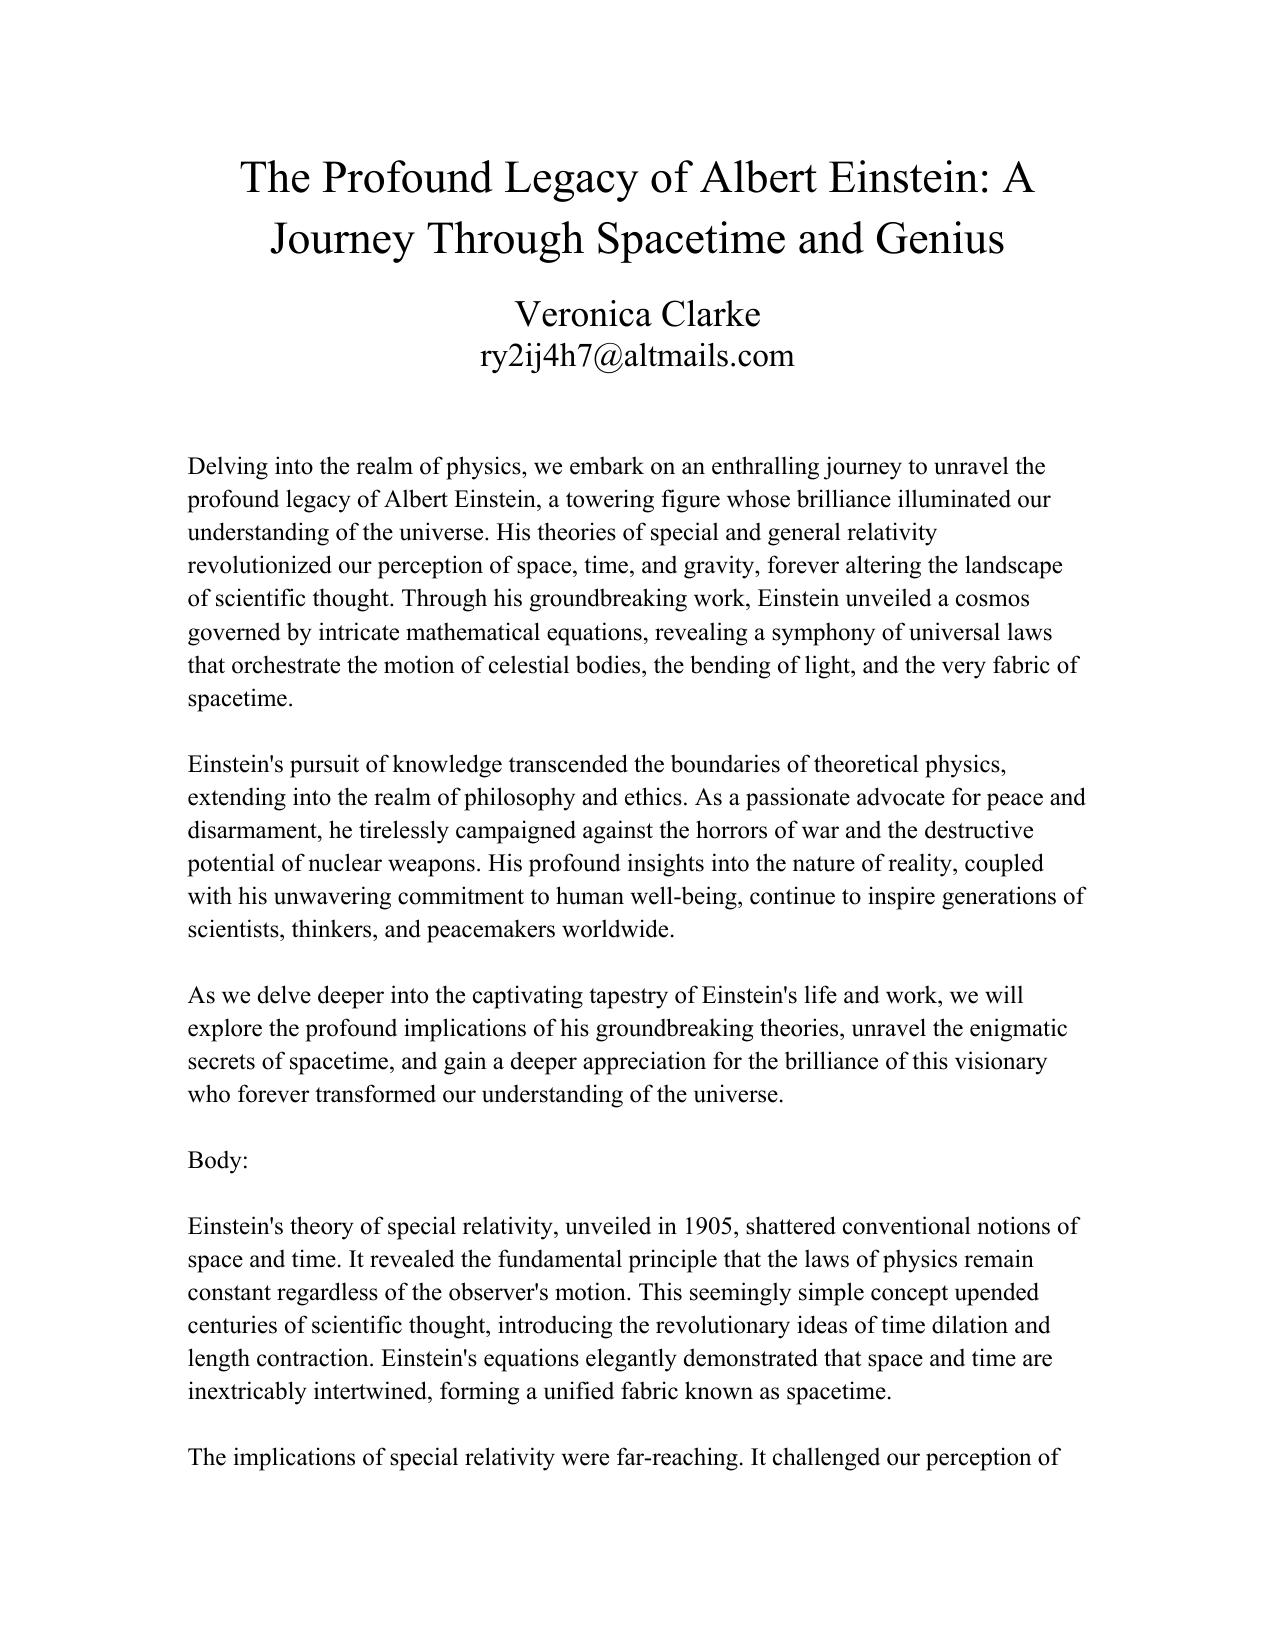 The Profound Legacy of Albert Einstein: A
Journey Through Spacetime and Genius
Veronica Clarke
ry2ij4h7@altmails.com
Delving into the realm of physics, we embark on an enthralling journey to unravel the
profound legacy of Albert Einstein, a towering figure whose brilliance illuminated our
understanding of the universe. His theories of special and general relativity
revolutionized our perception of space, time, and gravity, forever altering the landscape
of scientific thought. Through his groundbreaking work, Einstein unveiled a cosmos
governed by intricate mathematical equations, revealing a symphony of universal laws
that orchestrate the motion of celestial bodies, the bending of light, and the very fabric of
spacetime.
Einstein's pursuit of knowledge transcended the boundaries of theoretical physics,
extending into the realm of philosophy and ethics. As a passionate advocate for peace and
disarmament, he tirelessly campaigned against the horrors of war and the destructive
potential of nuclear weapons. His profound insights into the nature of reality, coupled
with his unwavering commitment to human well-being, continue to inspire generations of
scientists, thinkers, and peacemakers worldwide.
As we delve deeper into the captivating tapestry of Einstein's life and work, we will
explore the profound implications of his groundbreaking theories, unravel the enigmatic
secrets of spacetime, and gain a deeper appreciation for the brilliance of this visionary
who forever transformed our understanding of the universe.
Body:
Einstein's theory of special relativity, unveiled in 1905, shattered conventional notions of
space and time. It revealed the fundamental principle that the laws of physics remain
constant regardless of the observer's motion. This seemingly simple concept upended
centuries of scientific thought, introducing the revolutionary ideas of time dilation and
length contraction. Einstein's equations elegantly demonstrated that space and time are
inextricably intertwined, forming a unified fabric known as spacetime.
The implications of special relativity were far-reaching. It challenged our perception of